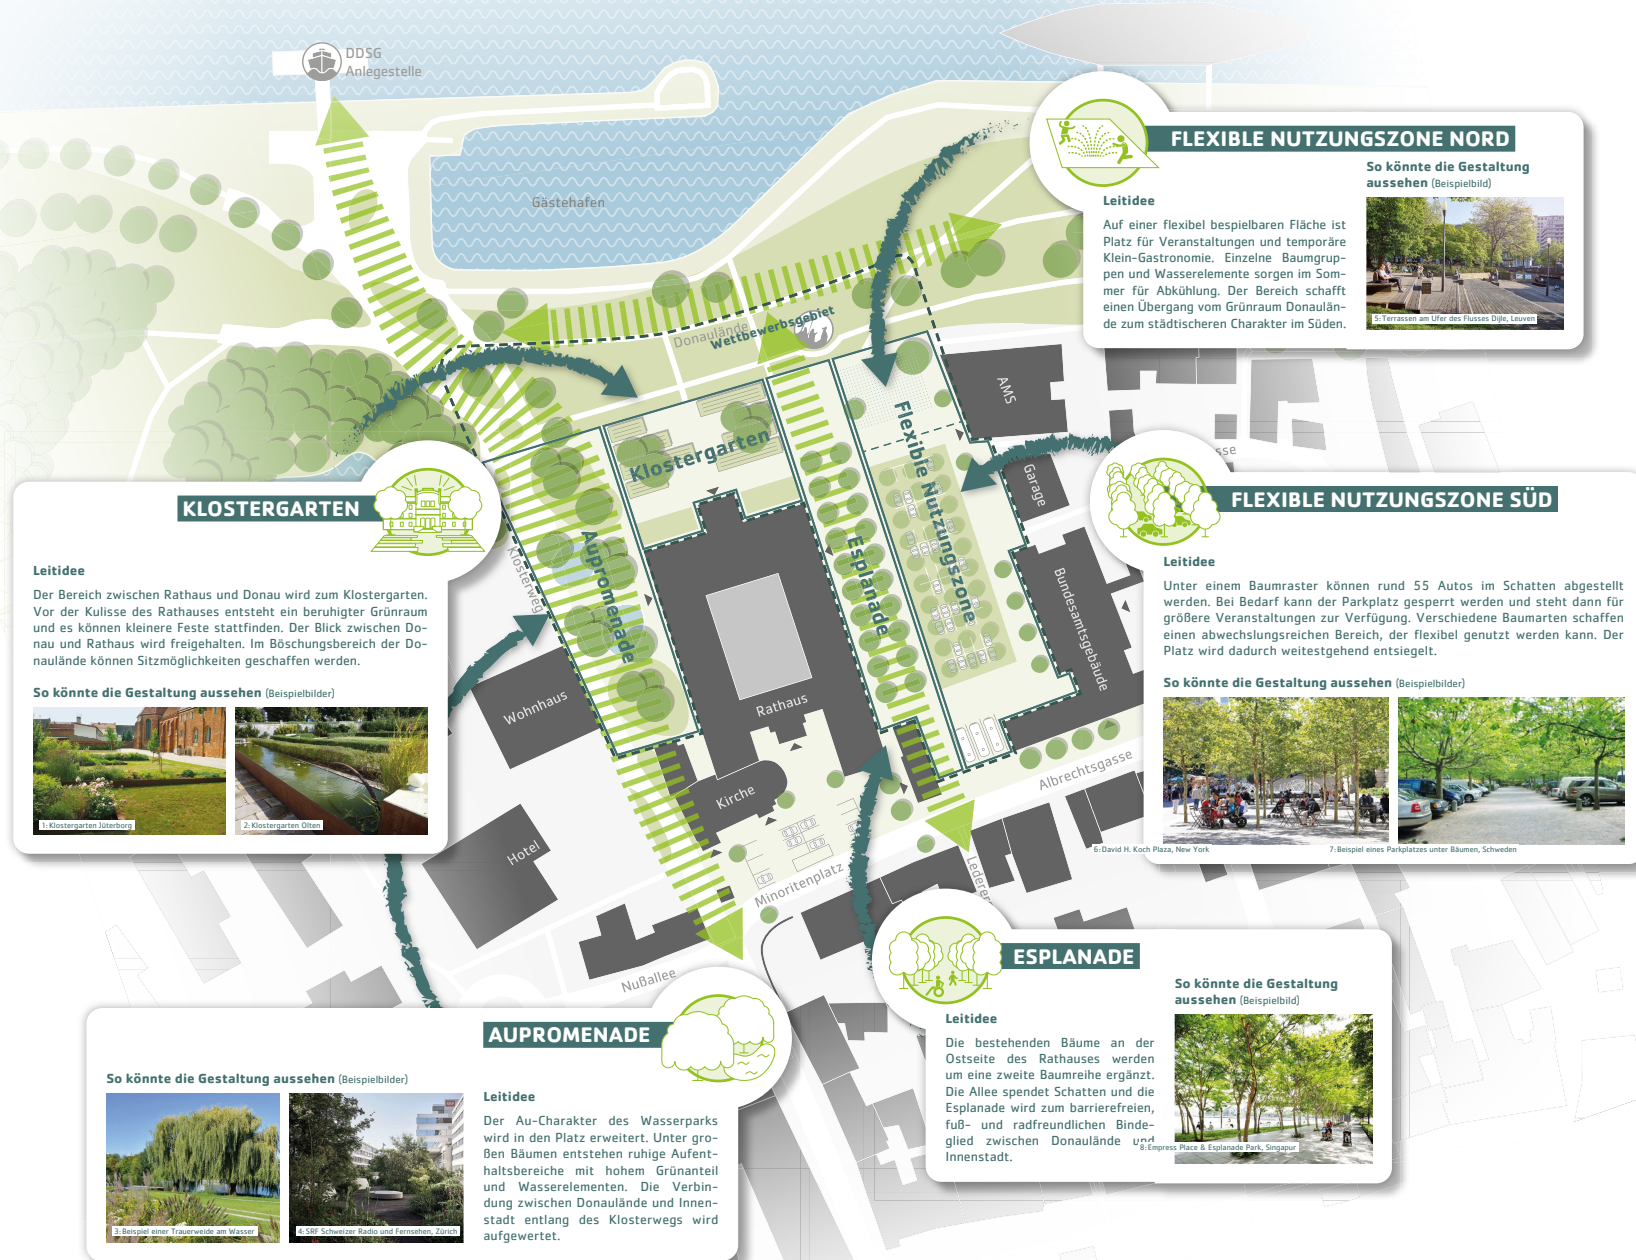 DDSG
Anlegestelle
Gästehafen
Donaulände
Wettbewerbsgebiet
Klostergarten
Aupromenade
Esplanade
Flexible Nutzungszone
AMS
Garage
Bundesamtsgebäude
Rathaus
Kirche
Wohnhaus
Hotel
Klosterweg
Minoritenplatz
Albrechtsgasse
Nußallee
Lederer
sse
FLEXIBLE NUTZUNGSZONE NORD
Leitidee
Auf einer flexibel bespielbaren Fläche ist
Platz für Veranstaltungen und temporäre
Klein-Gastronomie. Einzelne Baumgrup-
pen und Wasserelemente sorgen im Som-
mer für Abkühlung. Der Bereich schafft
einen Übergang vom Grünraum Donaulän-
de zum städtischeren Charakter im Süden.
So könnte die Gestaltung
aussehen (Beispielbild)
5: Terrassen am Ufer des Flusses Dijle, Leuven
KLOSTERGARTEN
Leitidee
Der Bereich zwischen Rathaus und Donau wird zum Klostergarten.
Vor der Kulisse des Rathauses entsteht ein beruhigter Grünraum
und es können kleinere Feste stattfinden. Der Blick zwischen Do-
nau und Rathaus wird freigehalten. Im Böschungsbereich der Do-
naulände können Sitzmöglichkeiten geschaffen werden.
So könnte die Gestaltung aussehen (Beispielbilder)
1: Klostergarten Jüterborg
2: Klostergarten Olten
FLEXIBLE NUTZUNGSZONE SÜD
Leitidee
Unter einem Baumraster können rund 55 Autos im Schatten abgestellt
werden. Bei Bedarf kann der Parkplatz gesperrt werden und steht dann für
größere Veranstaltungen zur Verfügung. Verschiedene Baumarten schaffen
einen abwechslungsreichen Bereich, der flexibel genutzt werden kann. Der
Platz wird dadurch weitestgehend entsiegelt.
So könnte die Gestaltung aussehen (Beispielbilder)
6: David H. Koch Plaza, New York
7: Beispiel eines Parkplatzes unter Bäumen, Schweden
AUPROMENADE
So könnte die Gestaltung aussehen (Beispielbilder)
3: Beispiel einer Trauerweide am Wasser
4: SRF Schweizer Radio und Fernsehen, Zürich
Leitidee
Der Au-Charakter des Wasserparks
wird in den Platz erweitert. Unter gro-
ßen Bäumen entstehen ruhige Aufent-
haltsbereiche mit hohem Grünanteil
und Wasserelementen. Die Verbin-
dung zwischen Donaulände und Innen-
stadt entlang des Klosterwegs wird
aufgewertet.
ESPLANADE
Leitidee
Die bestehenden Bäume an der
Ostseite des Rathauses werden
um eine zweite Baumreihe ergänzt.
Die Allee spendet Schatten und die
Esplanade wird zum barrierefreien,
fuß- und radfreundlichen Binde-
glied zwischen Donaulände und
Innenstadt.
So könnte die Gestaltung
aussehen (Beispielbild)
8: Empress Place & Esplanade Park, Singapur